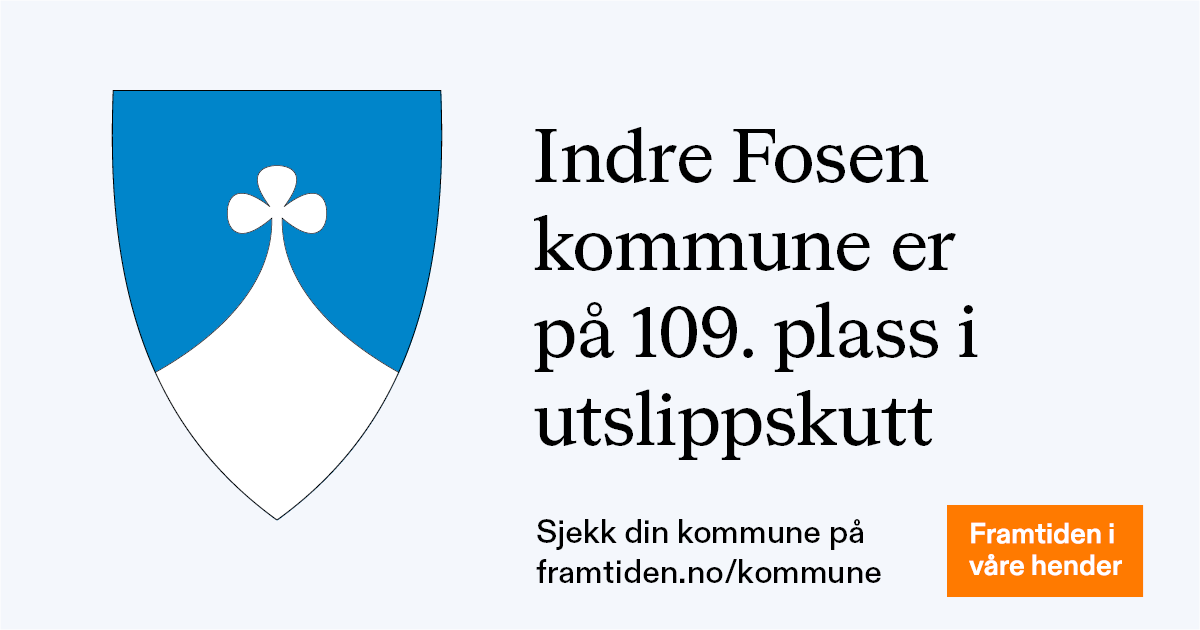 Indre Fosen
kommune er
på 109. plass i
utslippskutt
Sjekk din kommune på
framtiden.no/kommune
Framtiden i
våre hender